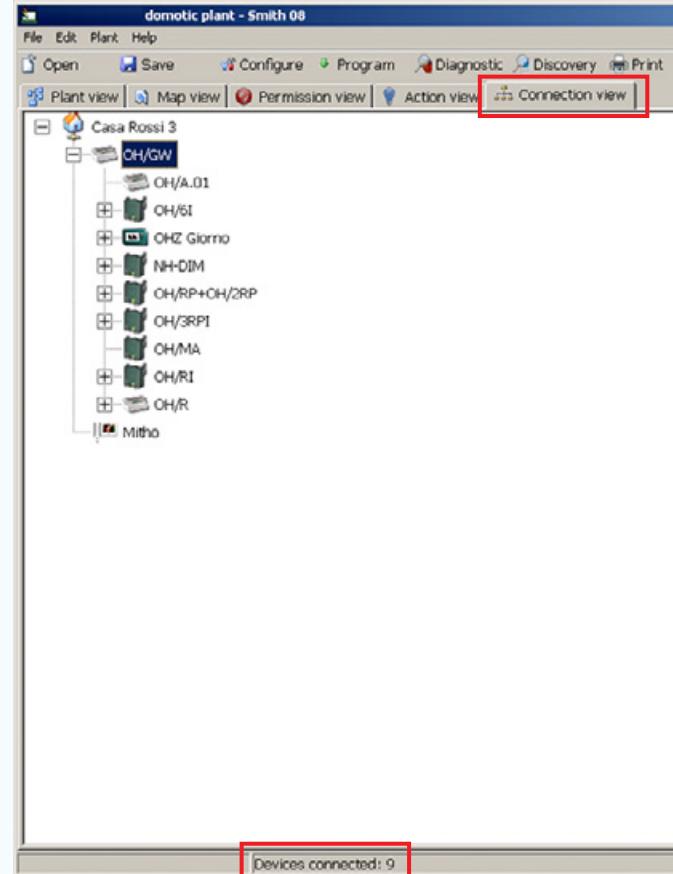 domotic plant - Smith 08
File Edit Plant Help
Open Save Configure Program Diagnostic Discovery Print
Plant view Map view Permission view Action view Connection view
Casa Rossi 3
OH/GW
OH/A.01
OH/6I
OHZ Giorno
NH-DIM
OH/RP+OH/2RP
OH/3RPI
OH/MA
OH/RI
OH/R
Mitho
Devices connected: 9